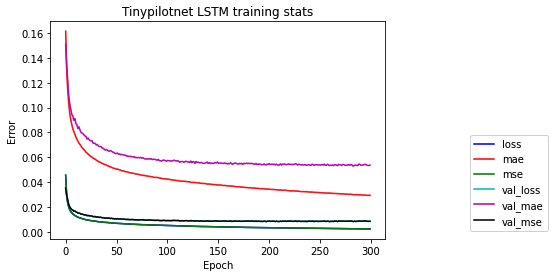 Tinypilotnet LSTM training stats
Error
0.16
0.14
0.12
0.10
0.08
0.06
0.04
0.02
0.00
0
50
100
150
200
250
300
Epoch
loss
mae
mse
val_loss
val_mae
val_mse